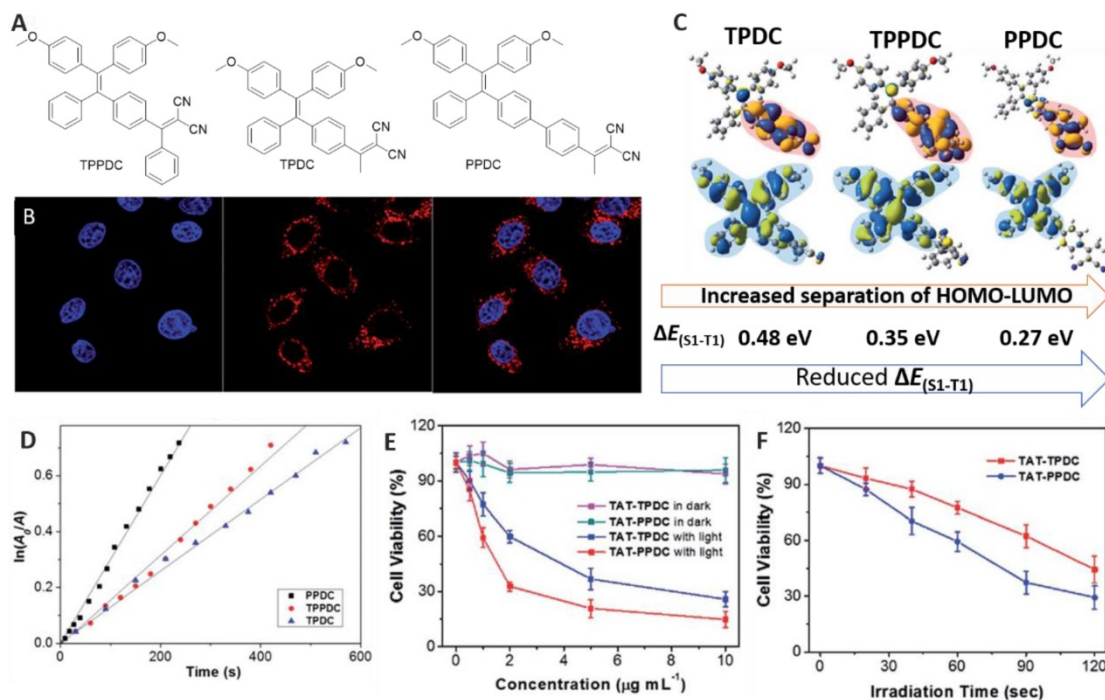 A
O
O
CN
CN
TPPDC
O
O
CN
CN
TPDC
O
O
CN
CN
PPDC
B
C
TPDC TPPDC PPDC
Increased separation of HOMO-LUMO
ΔE(S1-T1) 0.48 eV 0.35 eV 0.27 eV
Reduced ΔE(S1-T1)
D
ln(A0/A)
0.6
0.4
0.2
0.0
0 200 400 600
Time (s)
PPDC
TPPDC
TPDC
E
Cell Viability (%)
120
90
60
30
0
0 2 4 6 8 10
Concentration (μg mL-1)
TAT-TPDC in dark
TAT-PPDC in dark
TAT-TPDC with light
TAT-PPDC with light
F
Cell Viability (%)
120
90
60
30
0
0 30 60 90 120
Irradiation Time (sec)
TAT-TPDC
TAT-PPDC